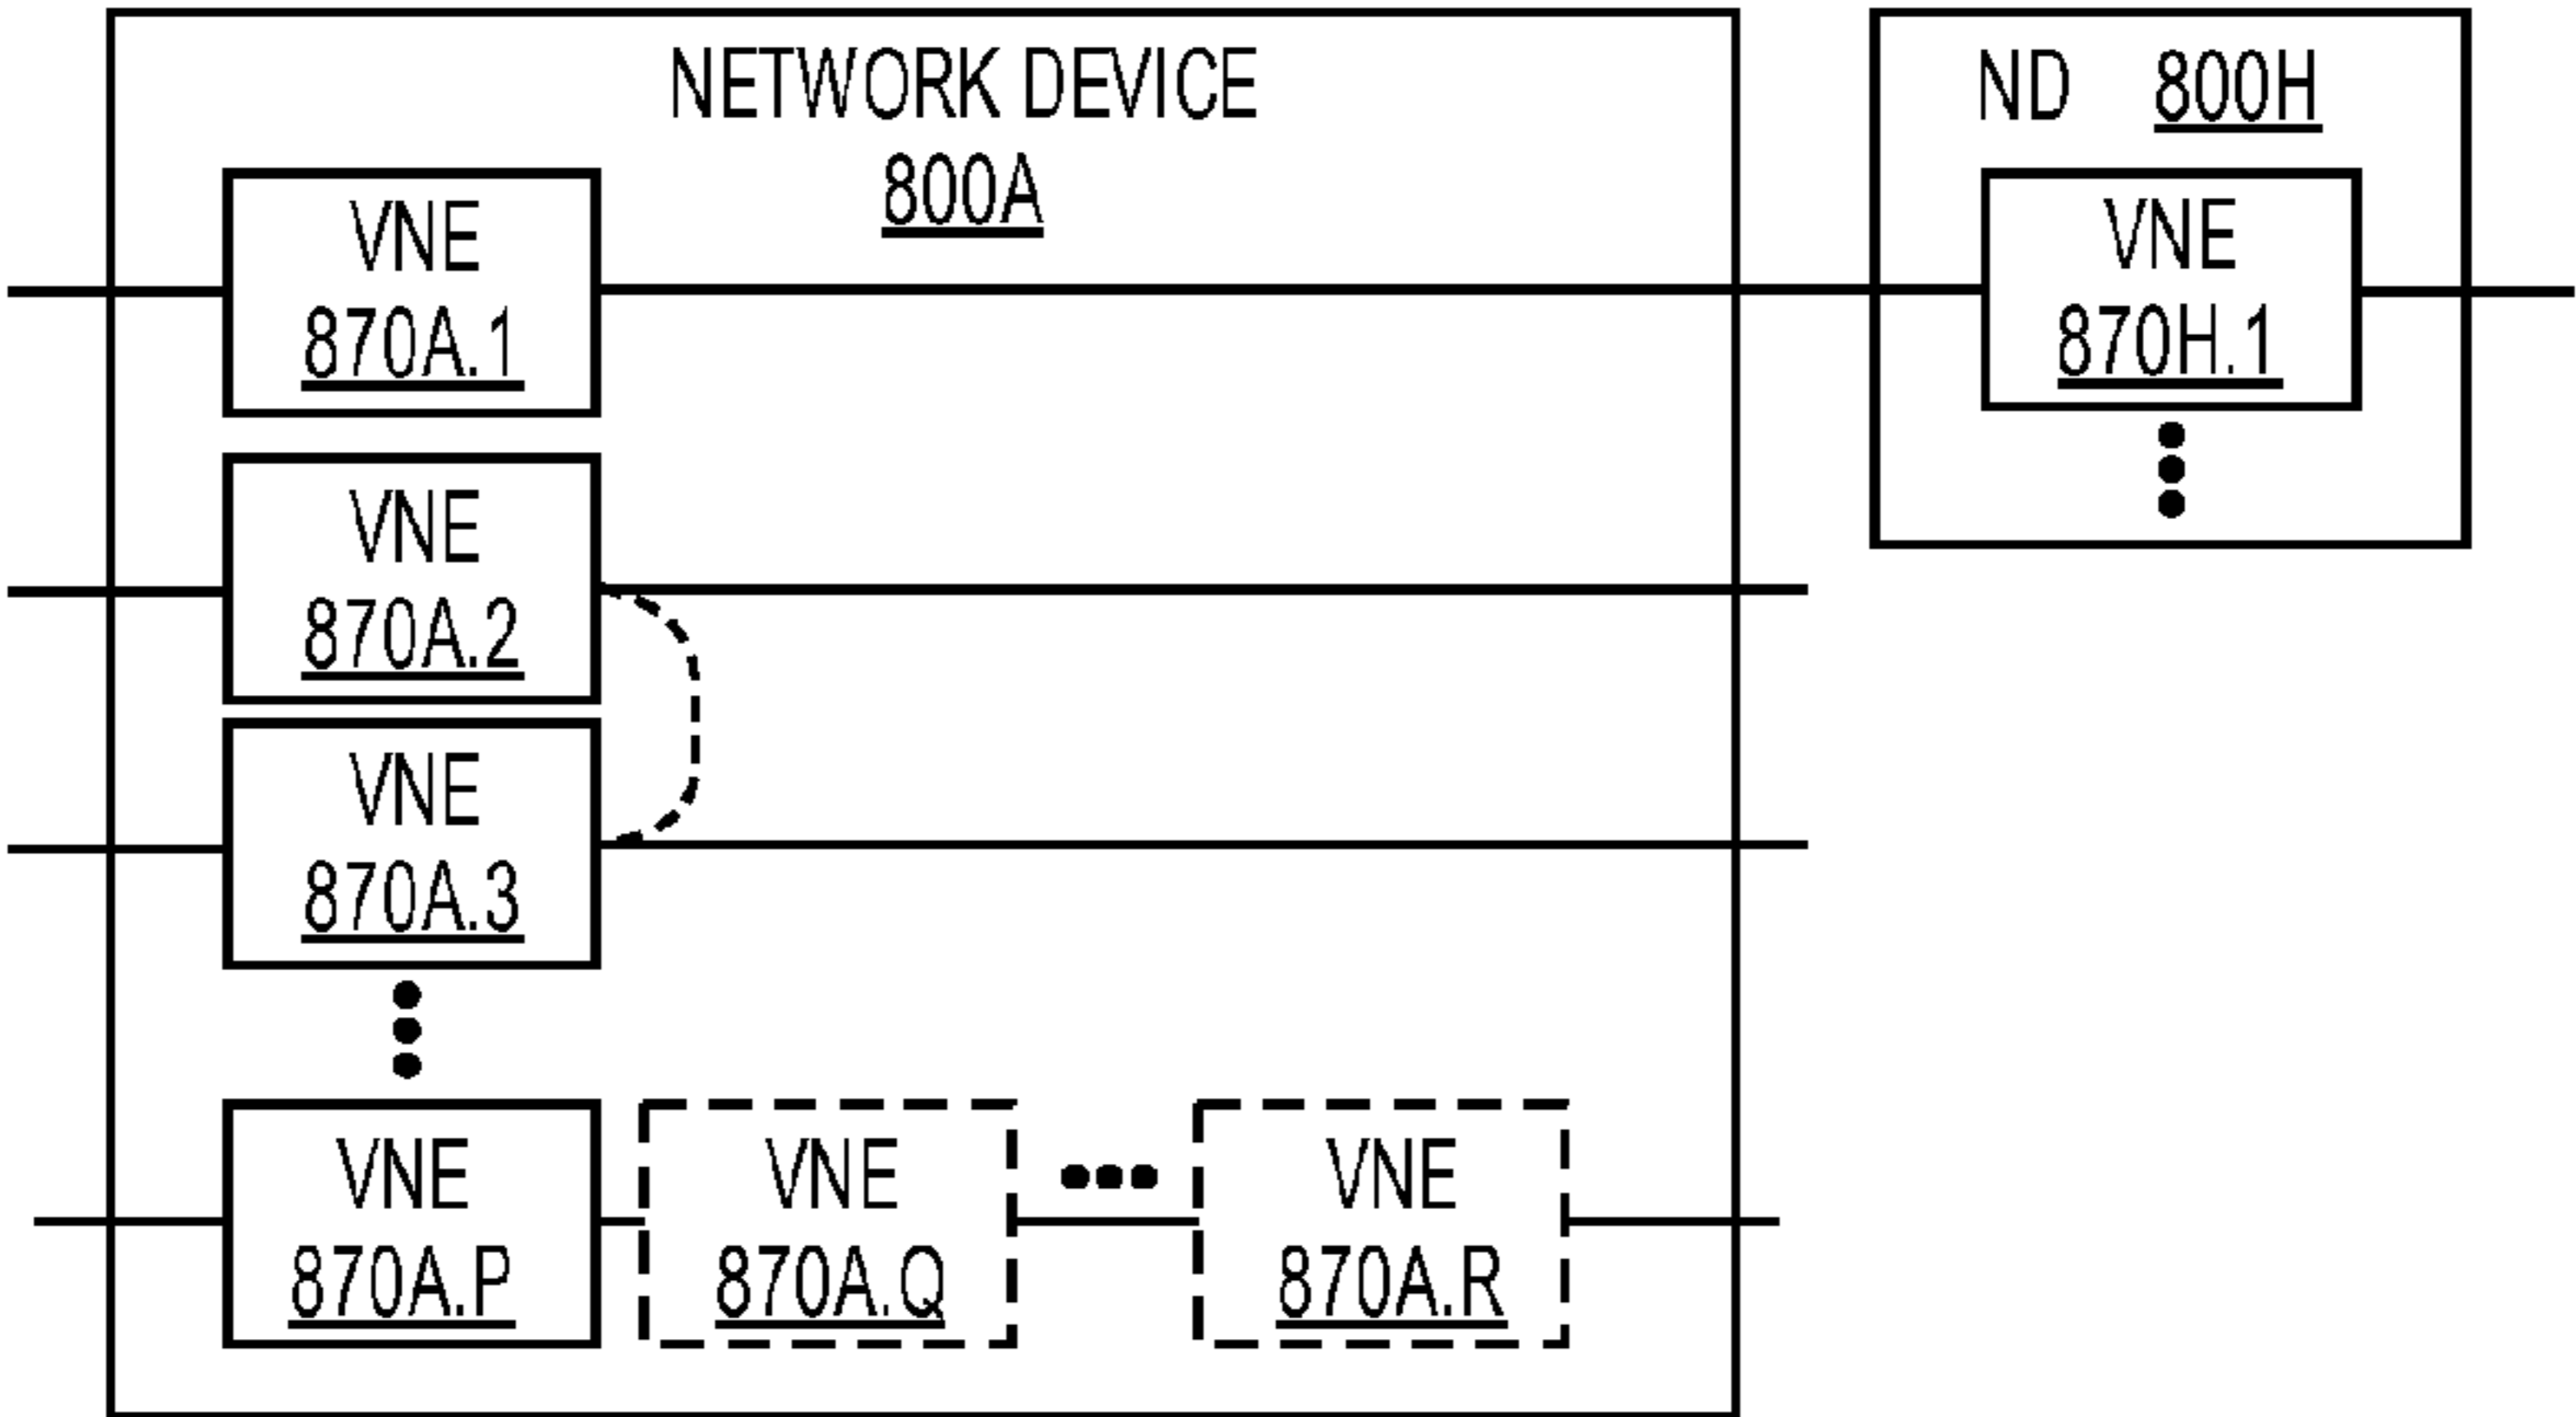 NETWORK DEVICE
800A
ND 800H
VNE
870A.1
VNE
870H.1
VNE
870A.2
VNE
870A.3
VNE
870A.P
VNE
870A.Q
VNE
870A.R